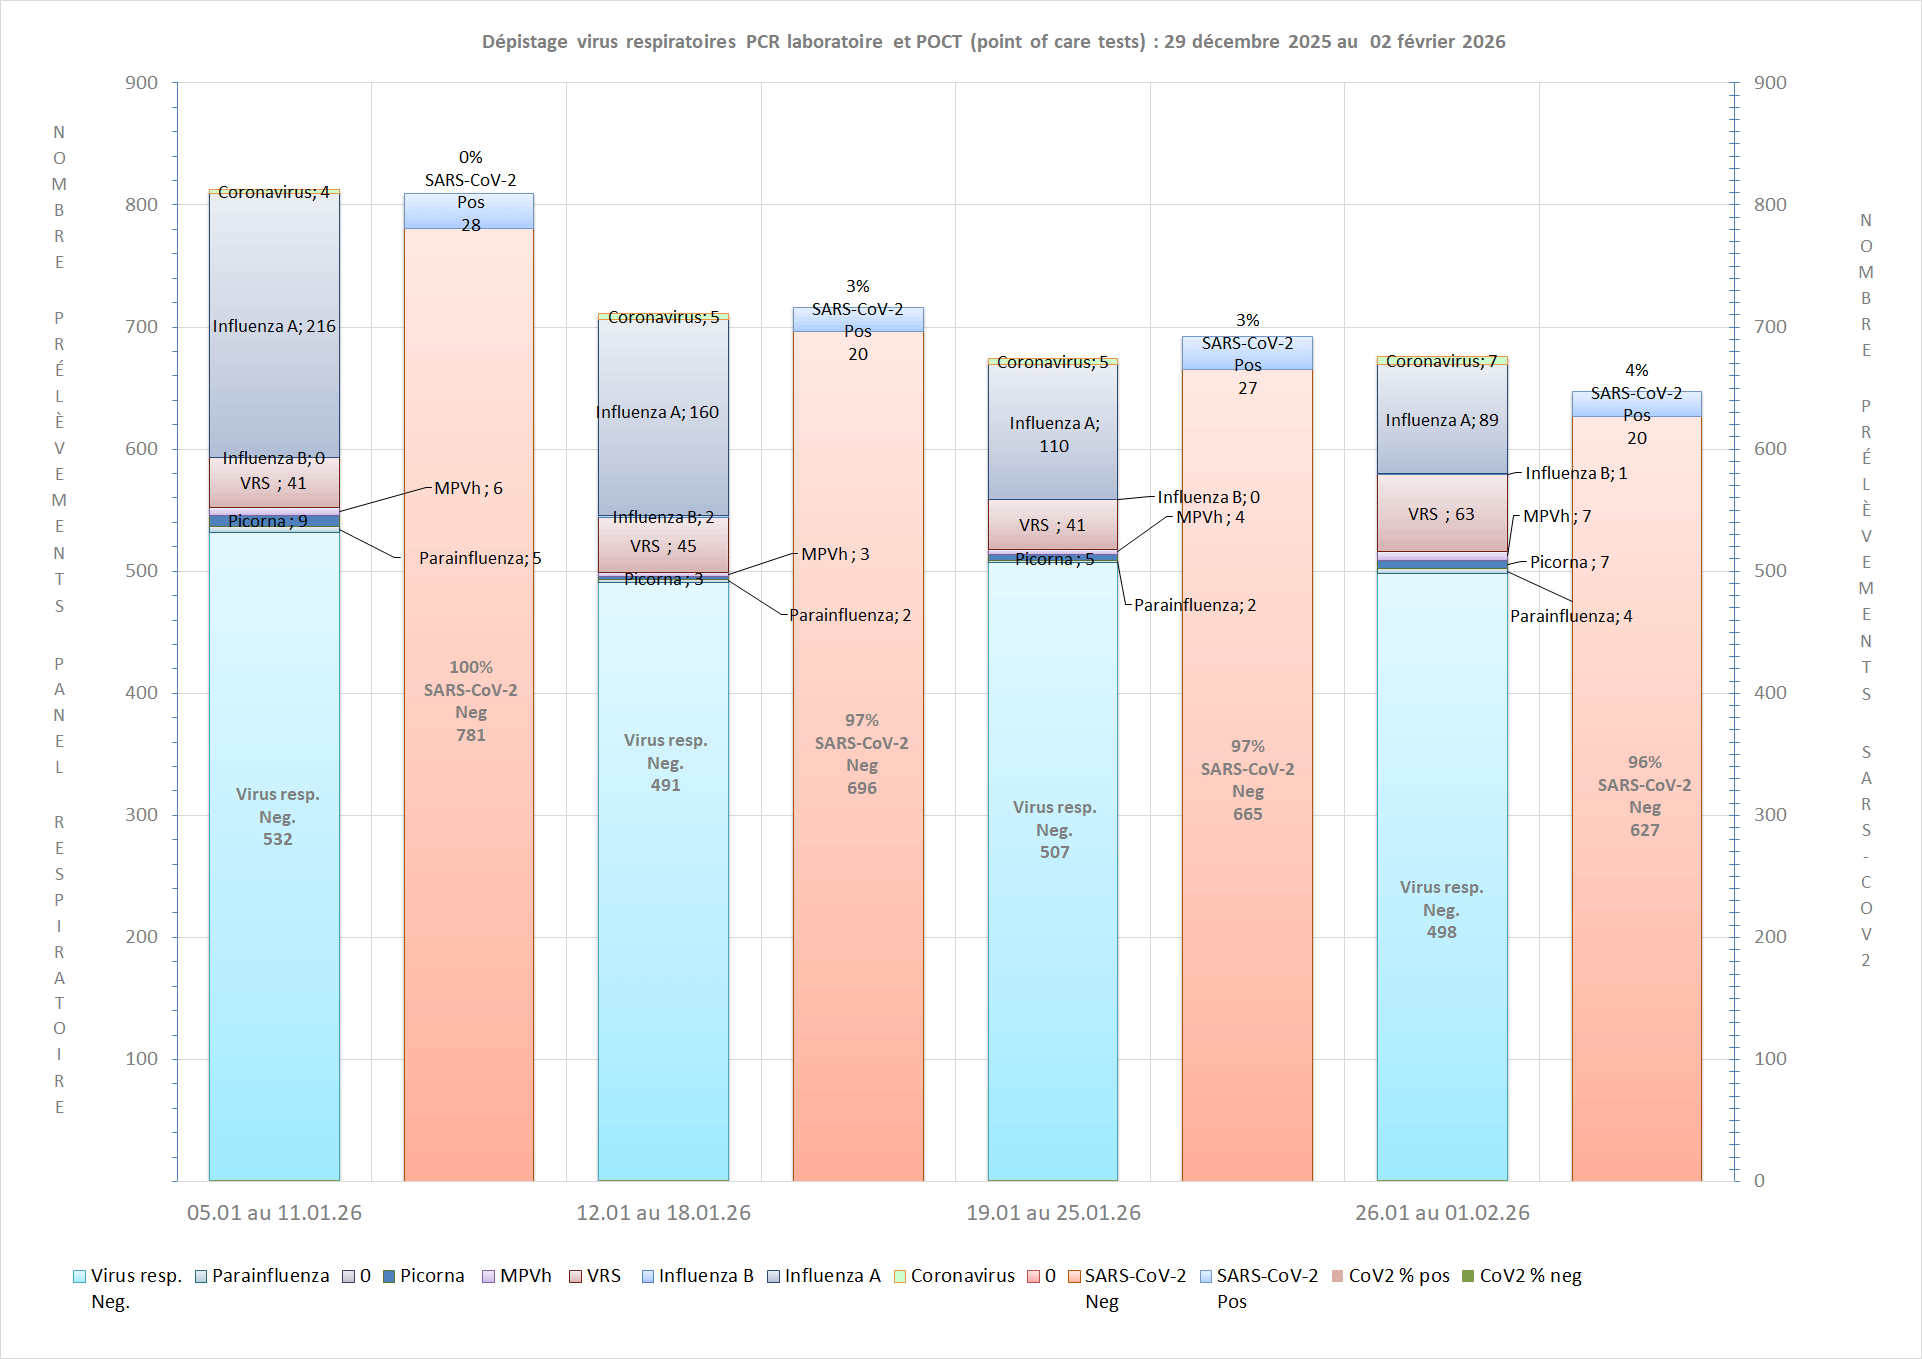 Dépistage virus respiratoires PCR laboratoire et POCT (point of care tests) : 29 décembre 2025 au 02 février 2026
NOMBRE PRÉLÈVEMENTS PANEL RESPIRATOIRE
900
800
700
600
500
400
300
200
100
Coronavirus; 4
Influenza A; 216
Influenza B; 0
VRS ; 41
MPVh ; 6
Picorna ; 9
Parainfluenza; 5
Virus resp.
Neg.
532
0%
SARS-CoV-2
Pos
28
100%
SARS-CoV-2
Neg
781
Coronavirus; 5
Influenza A; 160
Influenza B; 2
VRS ; 45
MPVh ; 3
Picorna ; 3
Parainfluenza; 2
Virus resp.
Neg.
491
3%
SARS-CoV-2
Pos
20
97%
SARS-CoV-2
Neg
696
Coronavirus; 5
Influenza A;
110
Influenza B; 0
VRS ; 41
MPVh ; 4
Picorna ; 5
Parainfluenza; 2
Virus resp.
Neg.
507
3%
SARS-CoV-2
Pos
27
97%
SARS-CoV-2
Neg
665
Coronavirus; 7
Influenza A; 89
Influenza B; 1
VRS ; 63
MPVh ; 7
Picorna ; 7
Parainfluenza; 4
Virus resp.
Neg.
498
4%
SARS-CoV-2
Pos
20
96%
SARS-CoV-2
Neg
627
900
800
700
600
500
400
300
200
100
0
NOMBRE PRÉLÈVEMENTS SARS-COV2
05.01 au 11.01.26
12.01 au 18.01.26
19.01 au 25.01.26
26.01 au 01.02.26
Virus resp.
Neg.
Parainfluenza
0
Picorna
MPVh
VRS
Influenza B
Influenza A
Coronavirus
0
SARS-CoV-2
Neg
SARS-CoV-2
Pos
CoV2 % pos
CoV2 % neg